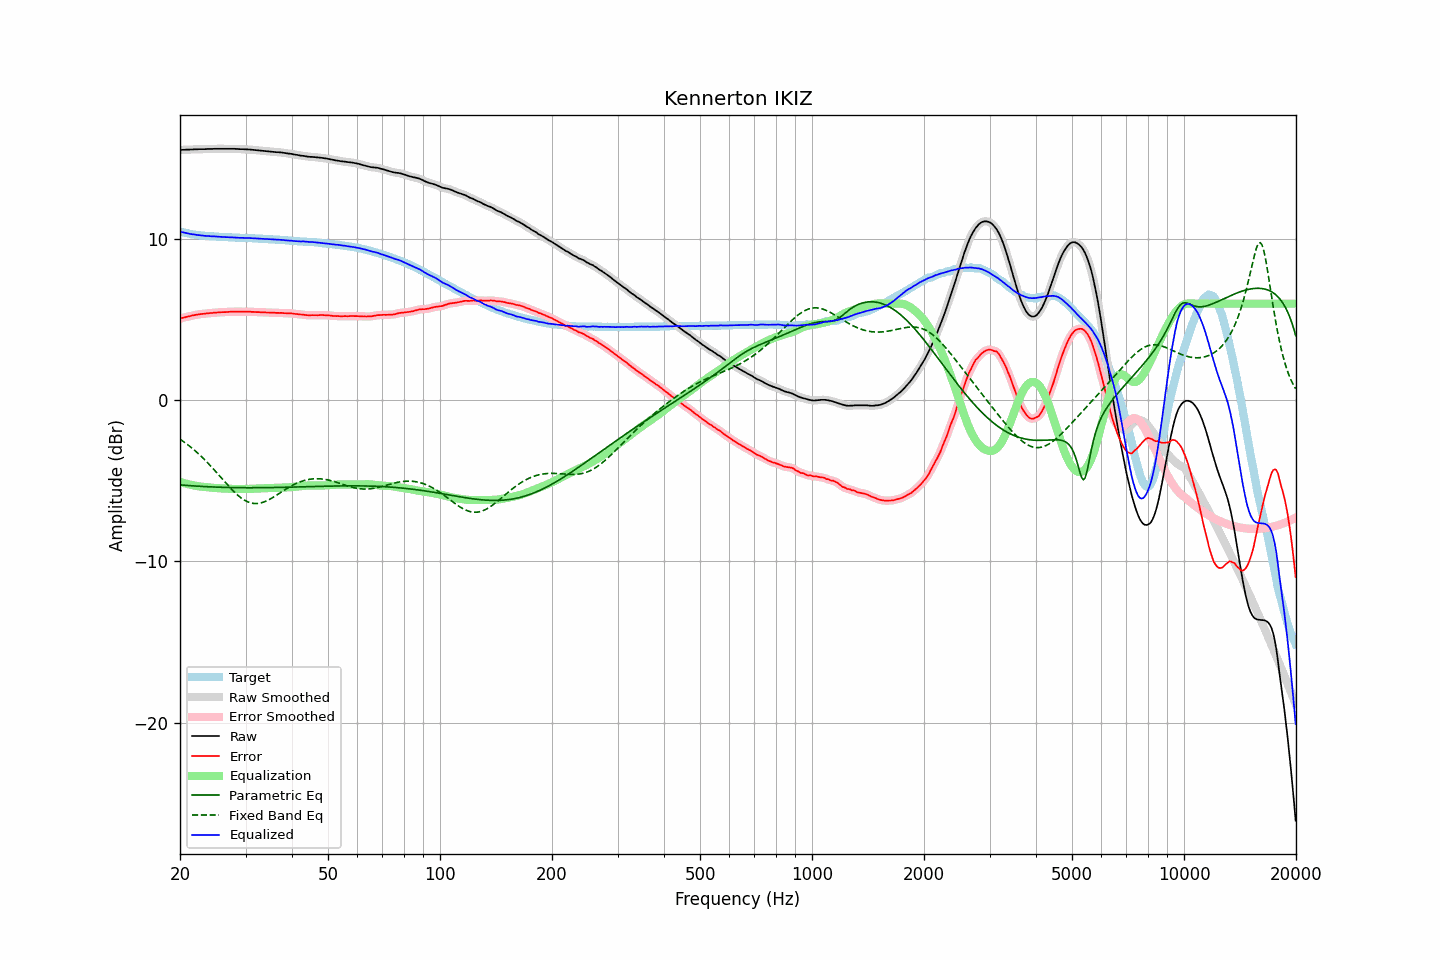 Kennerton IKIZ
Amplitude (dBr)
10
0
−10
−20
Target
Raw Smoothed
Error Smoothed
Raw
Error
Equalization
Parametric Eq
Fixed Band Eq
Equalized
20 50 100 200 500 1000 2000 5000 10000 20000
Frequency (Hz)